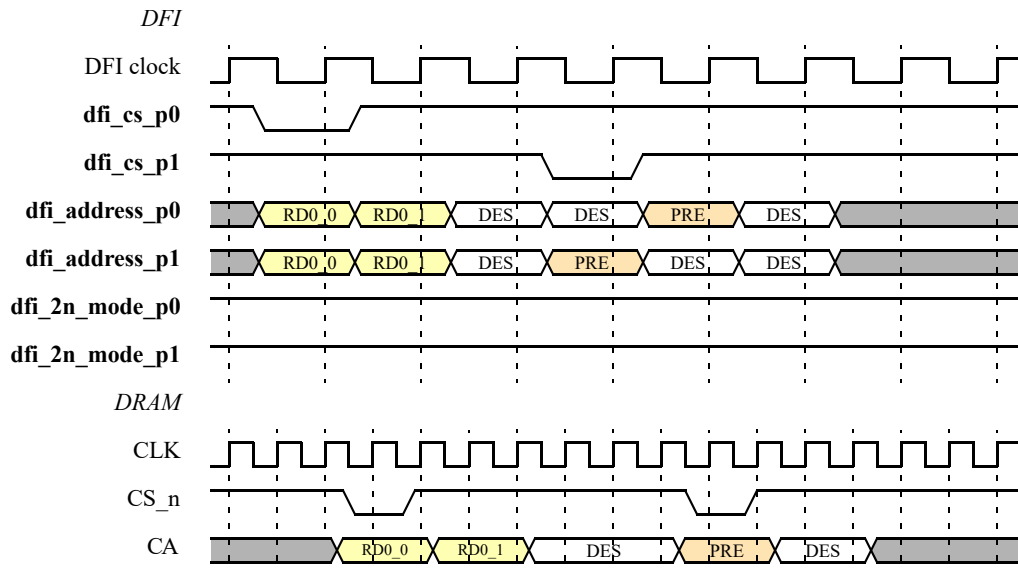 DFI
DFI clock
dfi_cs_p0
dfi_cs_p1
dfi_address_p0 RD0_0 RD0_1 DES DES PRE DES
dfi_address_p1 RD0_0 RD0_1 DES PRE DES DES
dfi_2n_mode_p0
dfi_2n_mode_p1
DRAM
CLK
CS_n
CA RD0_0 RD0_1 DES PRE DES